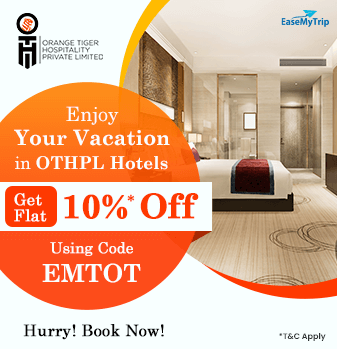 ORANGE TIGER
HOSPITALITY
PRIVATE LIMITED
EaseMyTrip
Enjoy
Your Vacation
in OTHPL Hotels
Get
Flat
10%* Off
Using Code
EMTOT
Hurry! Book Now!
*T&C Apply